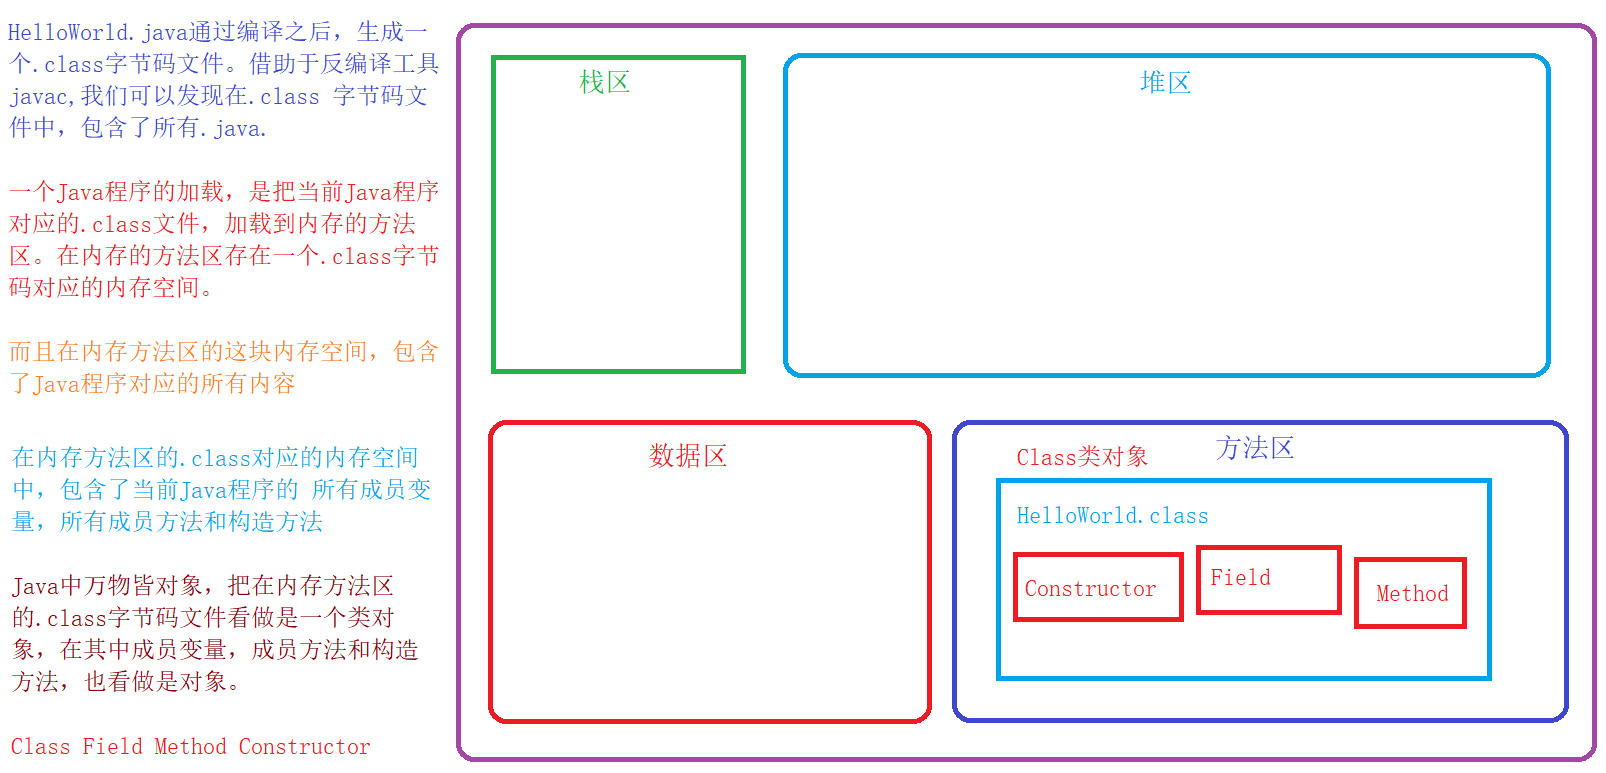 HelloWorld.java通过编译之后，生成一
个.class字节码文件。借助于反编译工具
javac,我们可以发现在.class 字节码文
件中，包含了所有.java.
一个Java程序的加载，是把当前Java程序
对应的.class文件，加载到内存的方法
区。在内存的方法区存在一个.class字节
码对应的内存空间。
而且在内存方法区的这块内存空间，包含
了Java程序对应的所有内容
在内存方法区的.class对应的内存空间
中，包含了当前Java程序的 所有成员变
量，所有成员方法和构造方法
Java中万物皆对象，把在内存方法区
的.class字节码文件看做是一个类对
象，在其中成员变量，成员方法和构造
方法，也看做是对象。
Class Field Method Constructor
栈区
堆区
数据区
方法区
Class类对象
HelloWorld.class
Constructor
Field
Method